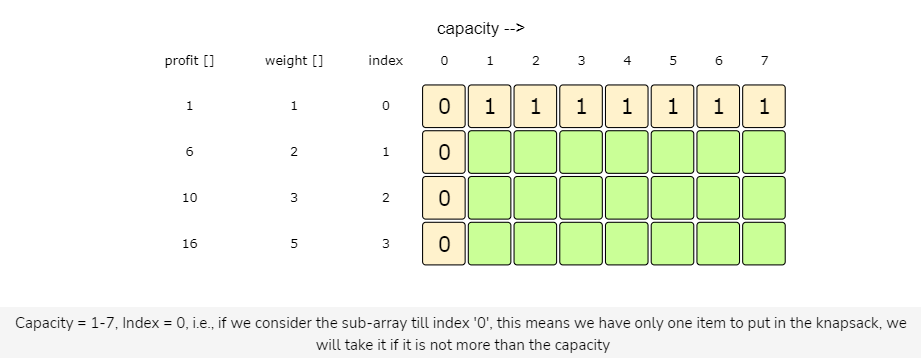 capacity -->
profit [] weight [] index 0 1 2 3 4 5 6 7
1 1 0 0 1 1 1 1 1 1 1
6 2 1 0
10 3 2 0
16 5 3 0
Capacity = 1-7, Index = 0, i.e., if we consider the sub-array till index '0', this means we have only one item to put in the knapsack, we
will take it if it is not more than the capacity